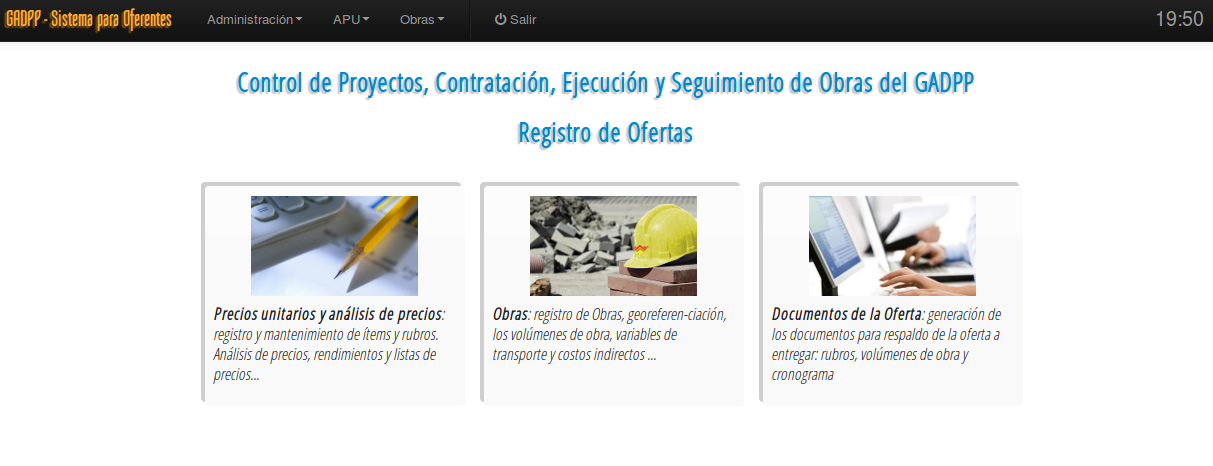 GADPP - Sistema para Oferentes Administración APU Obras Salir 19:50
Control de Proyectos, Contratación, Ejecución y Seguimiento de Obras del GADPP
Registro de Ofertas
Precios unitarios y análisis de precios:
registro y mantenimiento de ítems y rubros.
Análisis de precios, rendimientos y listas de
precios...
Obras: registro de Obras, georeferen-ciación,
los volúmenes de obra, variables de
transporte y costos indirectos ...
Documentos de la Oferta: generación de
los documentos para respaldo de la oferta a
entregar: rubros, volúmenes de obra y
cronograma